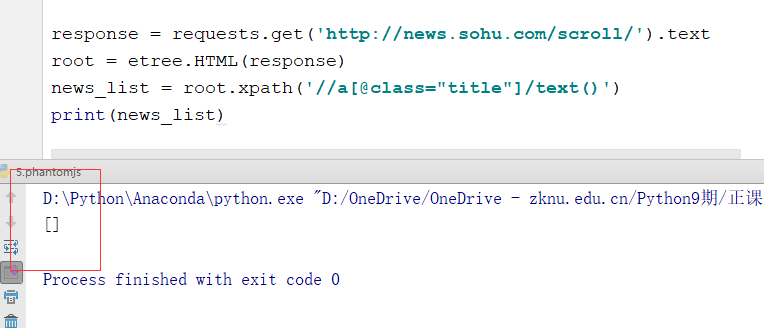 response = requests.get('http://news.sohu.com/scroll/').text
root = etree.HTML(response)
news_list = root.xpath('//a[@class="title"]/text()')
print(news_list)
5.phantomjs
D:\Python\Anaconda\python.exe "D:/OneDrive/OneDrive - zknu.edu.cn/Python9期/正课
[]
Process finished with exit code 0